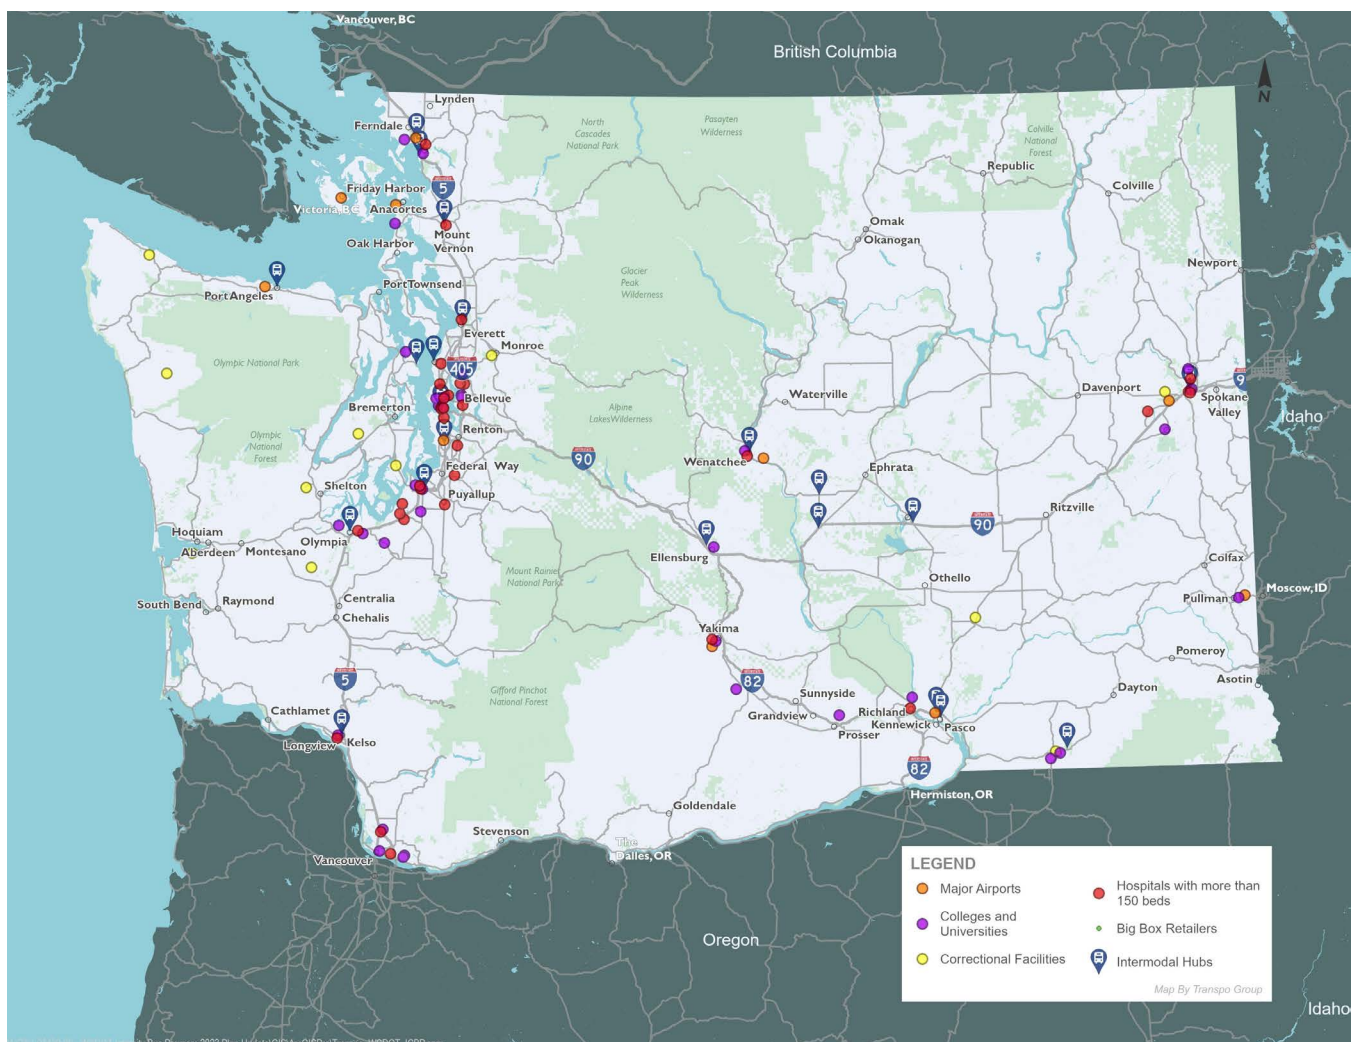 Vancouver, BC
British Columbia
N
Lynden
Ferndale
North
Cascades
National Park
Pasayten
Wilderness
Colville
National
Forest
Republic
Colville
5
Friday Harbor
Victoria, BC
Anacortes
Mount
Vernon
Omak
Okanogan
Oak Harbor
Newport
Glacier
Peak
Wilderness
Port Angeles
Port Townsend
Everett
Monroe
Olympic National Park
405
Waterville
Davenport
9
Spokane
Valley
Idaho
Bellevue
Bremerton
Alpine
Lakes Wilderness
Renton
Olympic
National
Forest
90
Wenatchee
Federal Way
Ephrata
Shelton
Puyallup
90
Ritzville
Hoquiam
Aberdeen
Montesano
Olympia
Ellensburg
Colfax
Mount Rainier
National Park
Othello
Moscow, ID
Pullman
South Bend
Raymond
Centralia
Chehalis
Yakima
Pomeroy
Asotin
5
82
Gifford Pinchot
National Forest
Sunnyside
Grandview
Prosser
Richland
Kennewick
Pasco
Dayton
Cathlamet
Longview
Kelso
82
Hermiston, OR
Goldendale
Stevenson
The
Dalles, OR
Vancouver
Oregon
LEGEND
Major Airports
Colleges and
Universities
Correctional Facilities
Hospitals with more than
150 beds
Big Box Retailers
Intermodal Hubs
Map By Transpo Group
Idaho